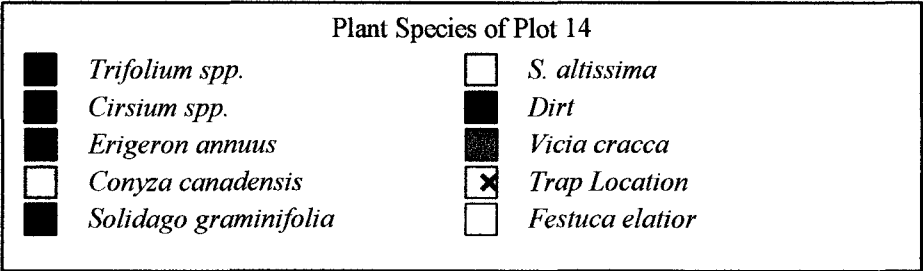 Plant Species of Plot 14
Trifolium spp.
Cirsium spp.
Erigeron annuus
Conyza canadensis
Solidago graminifolia
S. altissima
Dirt
Vicia cracca
Trap Location
Festuca elatior